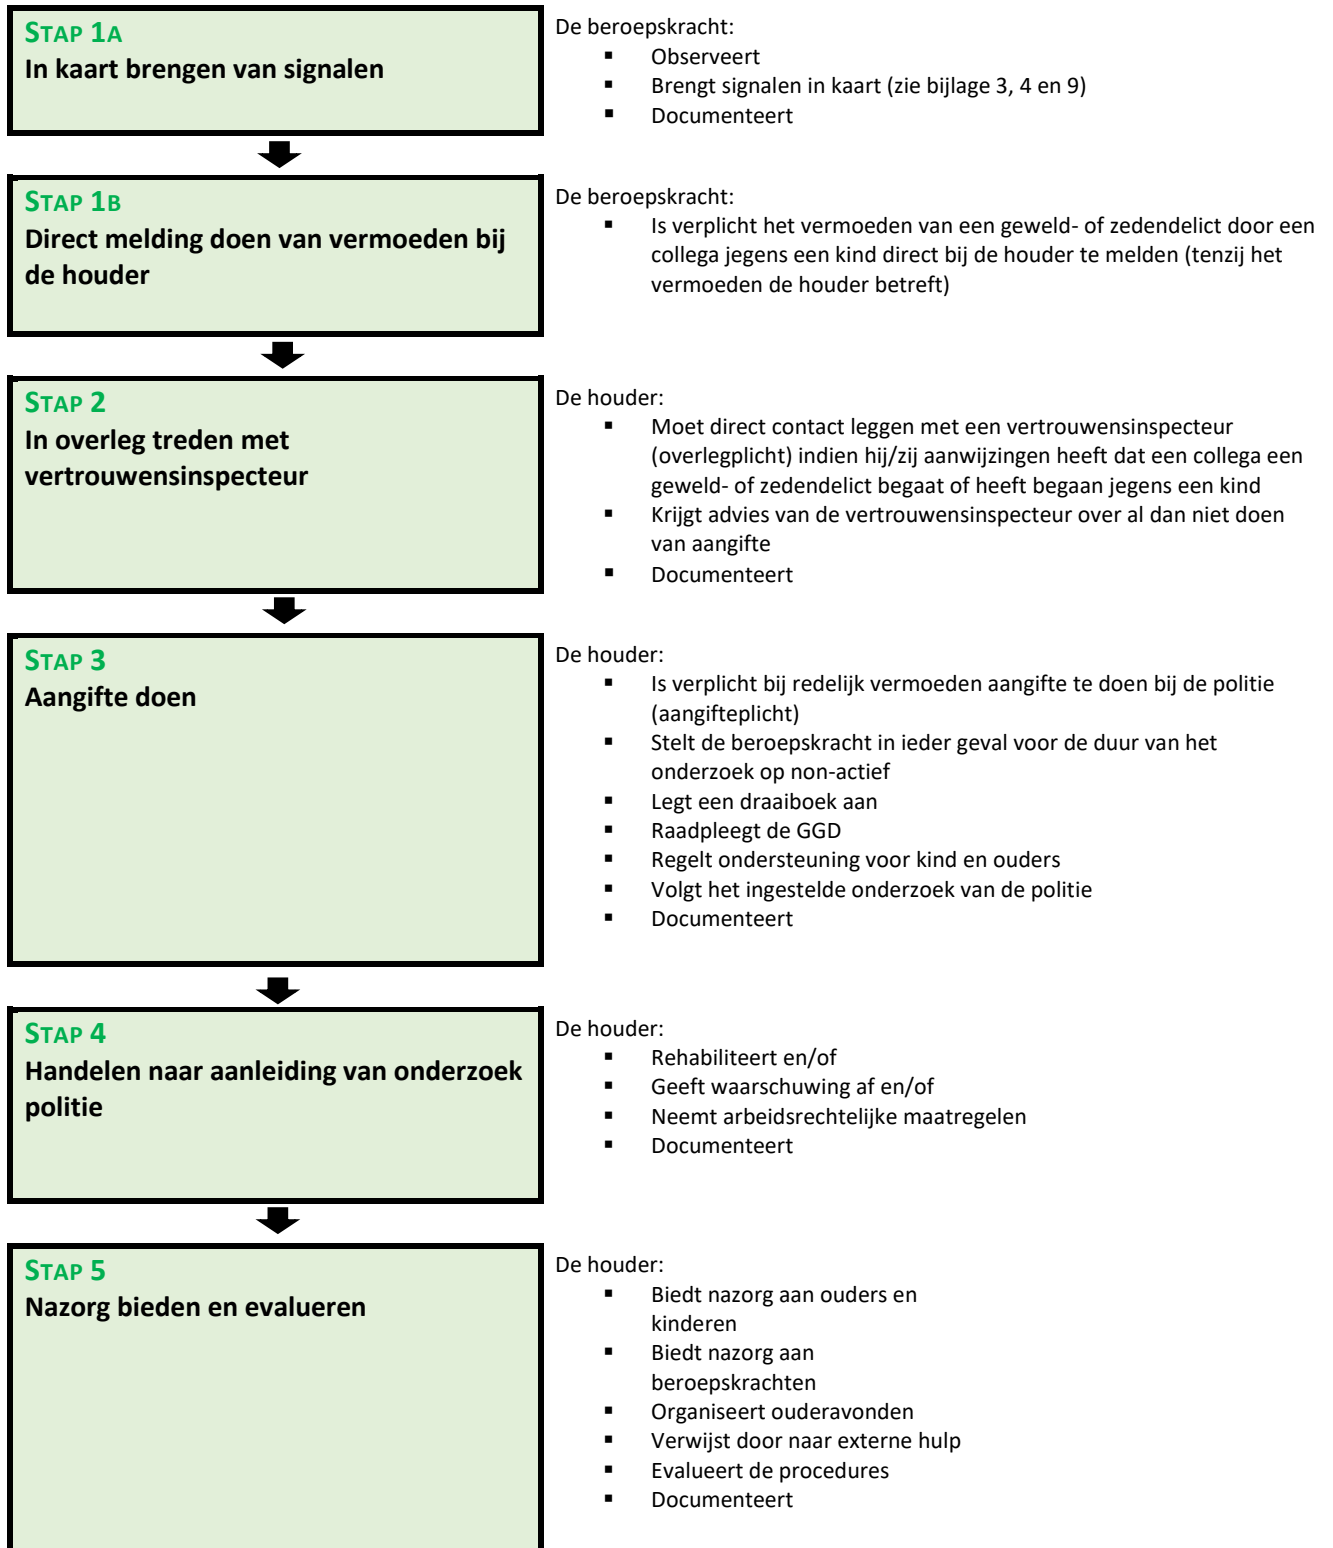 STAP 1A
In kaart brengen van signalen
De beroepskracht:
▪ Observeert
▪ Brengt signalen in kaart (zie bijlage 3, 4 en 9)
▪ Documenteert
STAP 1B
Direct melding doen van vermoeden bij
de houder
De beroepskracht:
▪ Is verplicht het vermoeden van een geweld- of zedendelict door een
collega jegens een kind direct bij de houder te melden (tenzij het
vermoeden de houder betreft)
STAP 2
In overleg treden met
vertrouwensinspecteur
De houder:
▪ Moet direct contact leggen met een vertrouwensinspecteur
(overlegplicht) indien hij/zij aanwijzingen heeft dat een collega een
geweld- of zedendelict begaat of heeft begaan jegens een kind
▪ Krijgt advies van de vertrouwensinspecteur over al dan niet doen
van aangifte
▪ Documenteert
STAP 3
Aangifte doen
De houder:
▪ Is verplicht bij redelijk vermoeden aangifte te doen bij de politie
(aangifteplicht)
▪ Stelt de beroepskracht in ieder geval voor de duur van het
onderzoek op non-actief
▪ Legt een draaiboek aan
▪ Raadpleegt de GGD
▪ Regelt ondersteuning voor kind en ouders
▪ Volgt het ingestelde onderzoek van de politie
▪ Documenteert
STAP 4
Handelen naar aanleiding van onderzoek
politie
De houder:
▪ Rehabiliteert en/of
▪ Geeft waarschuwing af en/of
▪ Neemt arbeidsrechtelijke maatregelen
▪ Documenteert
STAP 5
Nazorg bieden en evalueren
De houder:
▪ Biedt nazorg aan ouders en
kinderen
▪ Biedt nazorg aan
beroepskrachten
▪ Organiseert ouderavonden
▪ Verwijst door naar externe hulp
▪ Evalueert de procedures
▪ Documenteert